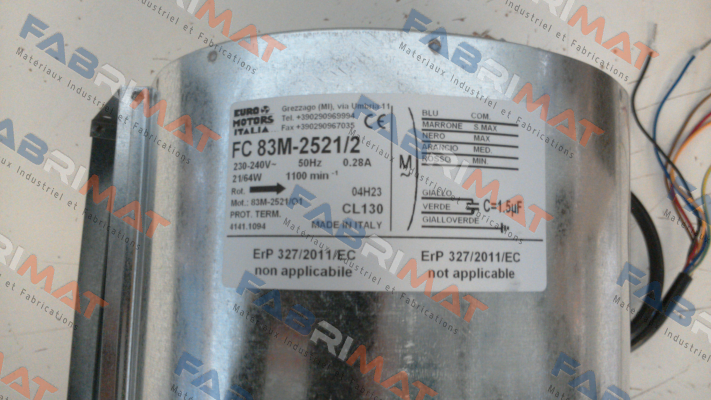 EURO
MOTORS
ITALIA
Grezzago (MI), via Umbria 11
Tel. +390290969994
Fax +390290967035
CE
FC 83M-2521/2
230-240V~ 50Hz 0.28A
21/64W 1100 min⁻¹
Rot. 04H23
Mot.: 83M-2521/01
PROT. TERM. CL130
4141.1094 MADE IN ITALY
M
~
BLU COM.
MARRONE S.MAX
NERO MAX
ARANCIO MED.
ROSSO MIN.
GIALLO
VERDE C=1.5µF
GIALLOVERDE
ErP 327/2011/EC
non applicabile
ErP 327/2011/EC
not applicable
FABRIMAT
Materiaux Industriel et Fabrications